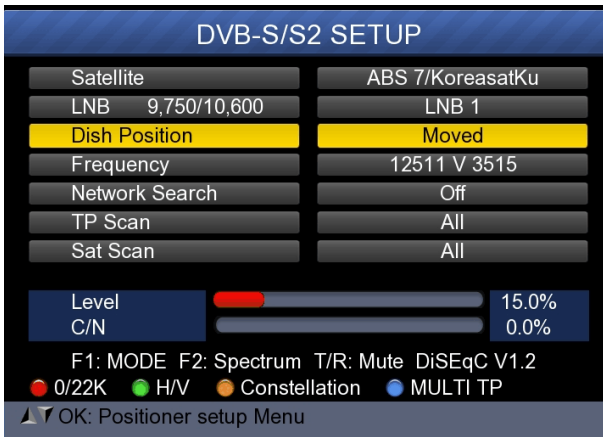 DVB-S/S2 SETUP
Satellite ABS 7/KoreasatKu
LNB 9,750/10,600 LNB 1
Dish Position Moved
Frequency 12511 V 3515
Network Search Off
TP Scan All
Sat Scan All
Level 15.0%
C/N 0.0%
F1: MODE F2: Spectrum T/R: Mute DiSEqC V1.2
0/22K H/V Constellation MULTI TP
OK: Positioner setup Menu